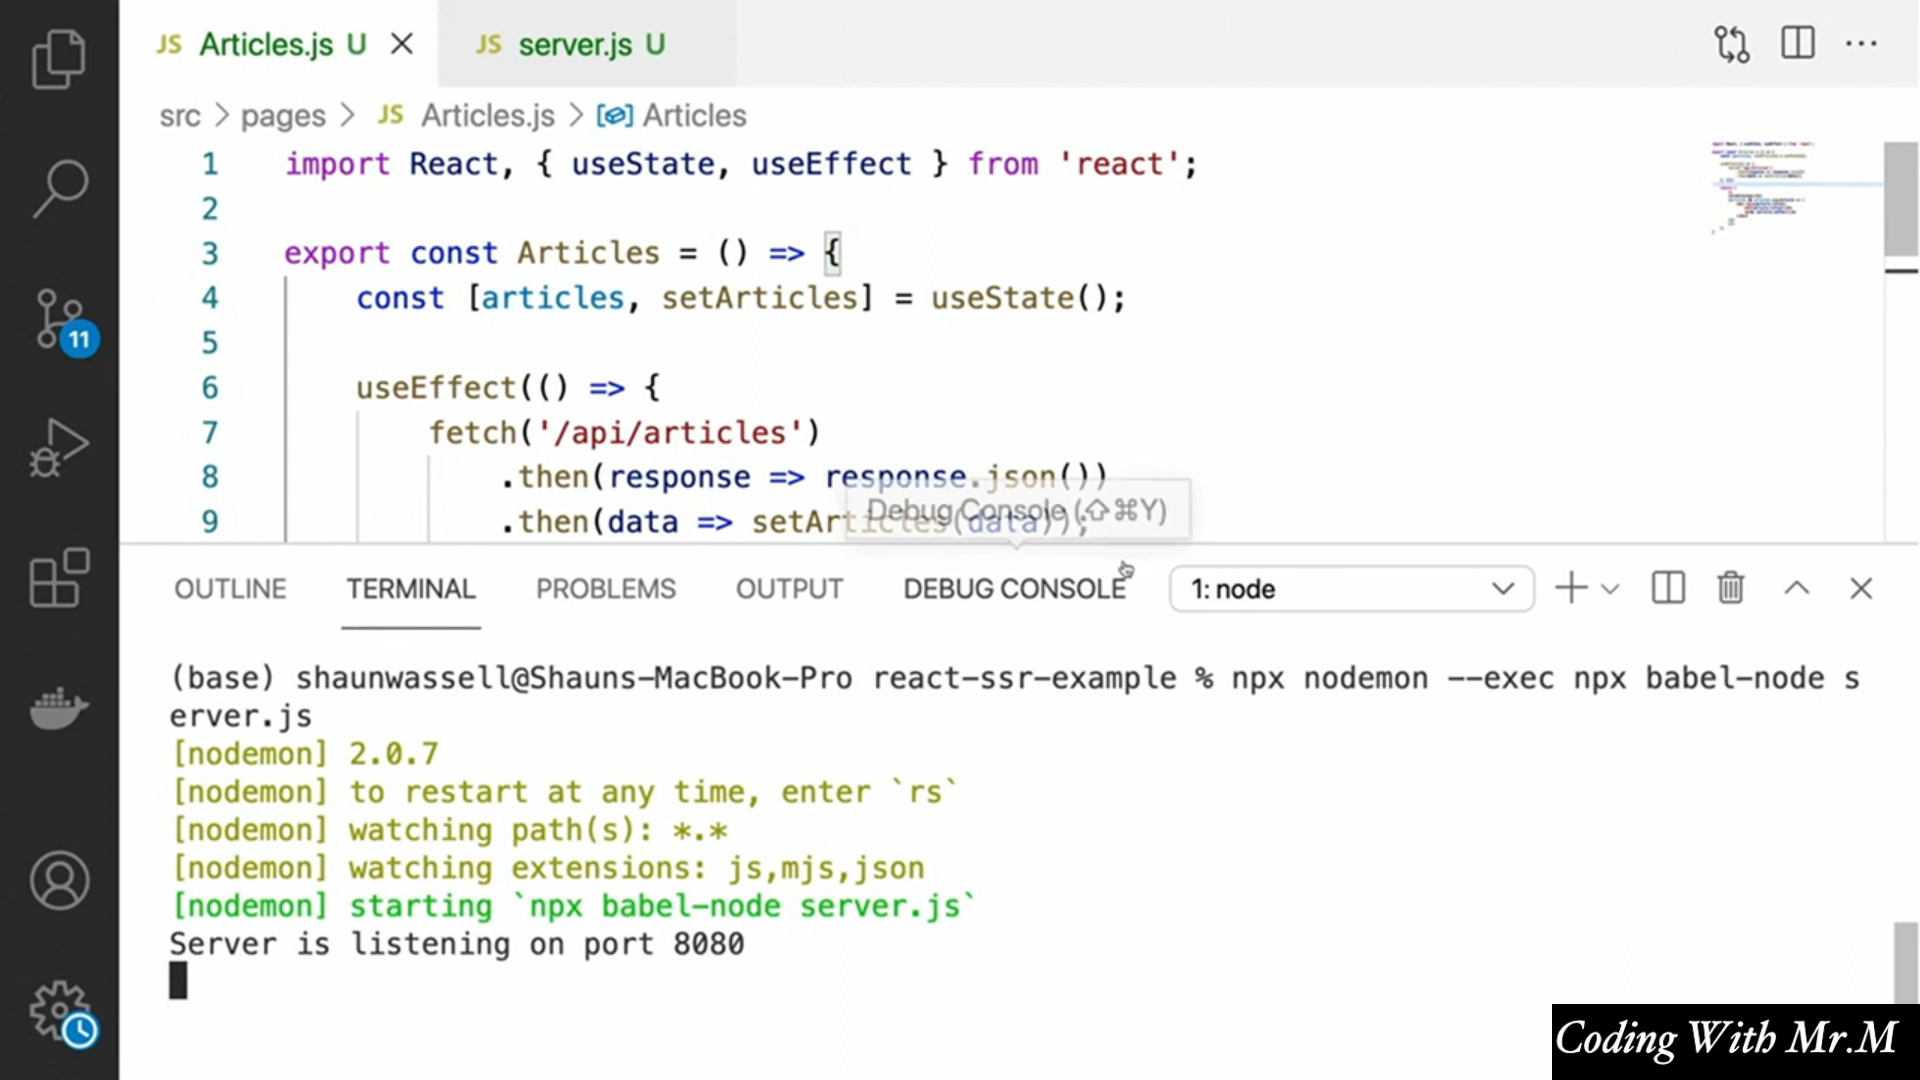 JS Articles.js U
JS server.js U
src > pages > JS Articles.js > Articles
1 import React, { useState, useEffect } from 'react';
2
3 export const Articles = () => {
4 const [articles, setArticles] = useState();
5
6 useEffect(() => {
7 fetch('/api/articles')
8 .then(response => response.json())
9 .then(data => setArticles(data));
Debug Console (⇧⌘Y)
11
OUTLINE TERMINAL PROBLEMS OUTPUT DEBUG CONSOLE 1: node
(base) shaunwassell@Shauns-MacBook-Pro react-ssr-example % npx nodemon --exec npx babel-node s
erver.js
[nodemon] 2.0.7
[nodemon] to restart at any time, enter `rs`
[nodemon] watching path(s): *.*
[nodemon] watching extensions: js,mjs,json
[nodemon] starting `npx babel-node server.js`
Server is listening on port 8080
Coding With Mr.M